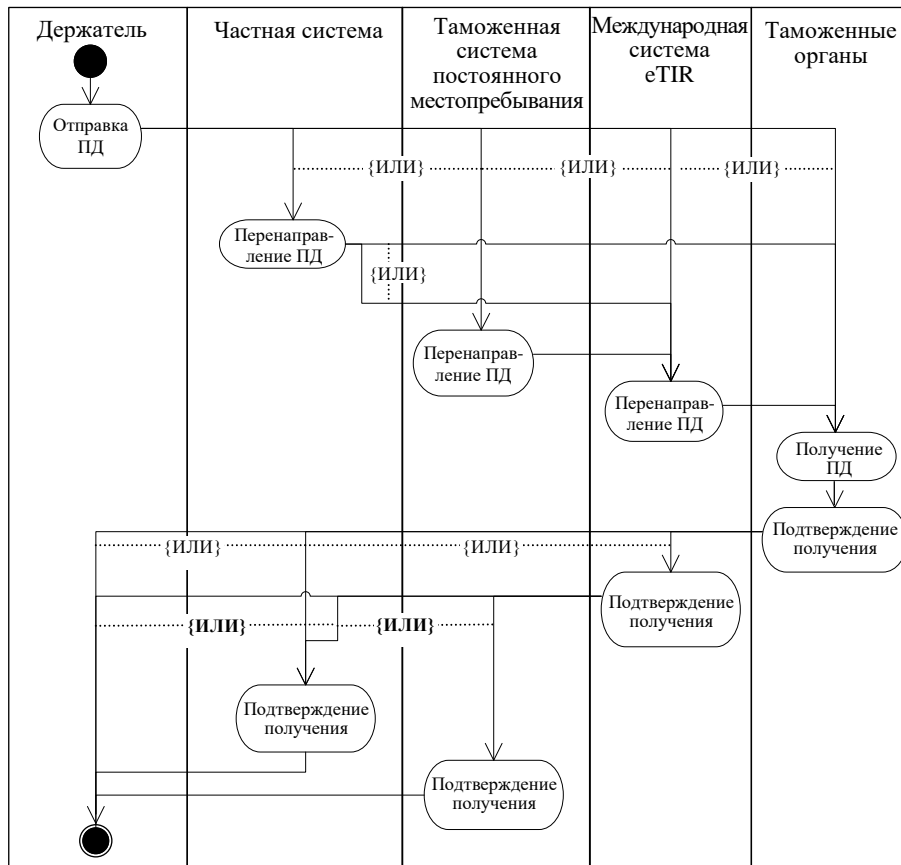 Держатель
Частная система
Таможенная
система
постоянного
местопребывания
Международная
система
eTIR
Таможенные
органы
Отправка
ПД
{ИЛИ}
{ИЛИ}
{ИЛИ}
Перенаправ-
ление ПД
{ИЛИ}
Перенаправ-
ление ПД
Перенаправ-
ление ПД
Получение
ПД
Подтверждение
получения
{ИЛИ}
{ИЛИ}
Подтверждение
получения
{ИЛИ}
{ИЛИ}
Подтверждение
получения
Подтверждение
получения